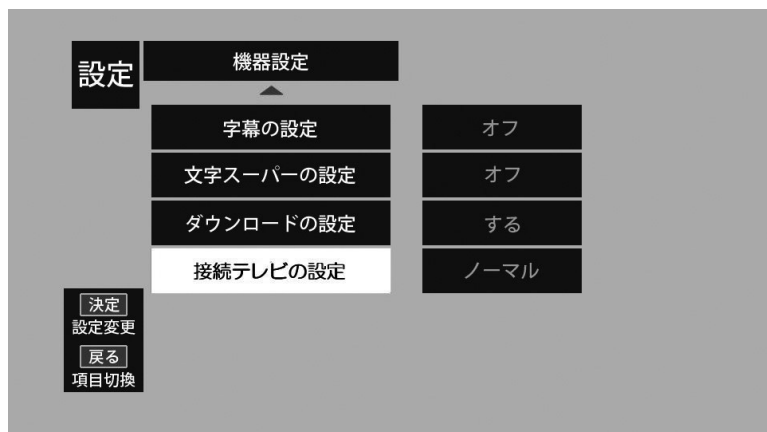 設定
機器設定
字幕の設定 オフ
文字スーパーの設定 オフ
ダウンロードの設定 する
接続テレビの設定 ノーマル
決定
設定変更
戻る
項目切換